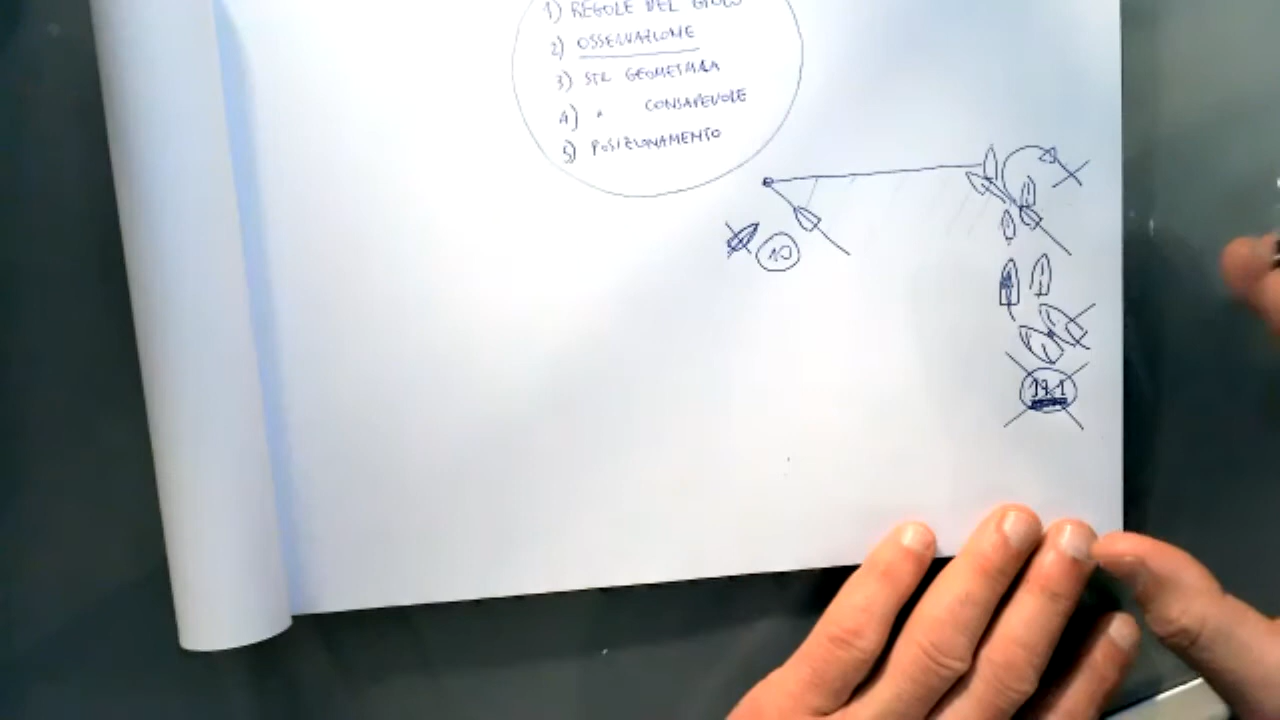 1) REGOLE DEL GIOCO
2) OSSERVAZIONE
3) STR GEOMETRICA
4) " CONSAPEVOLE
5) POSIZIONAMENTO
10